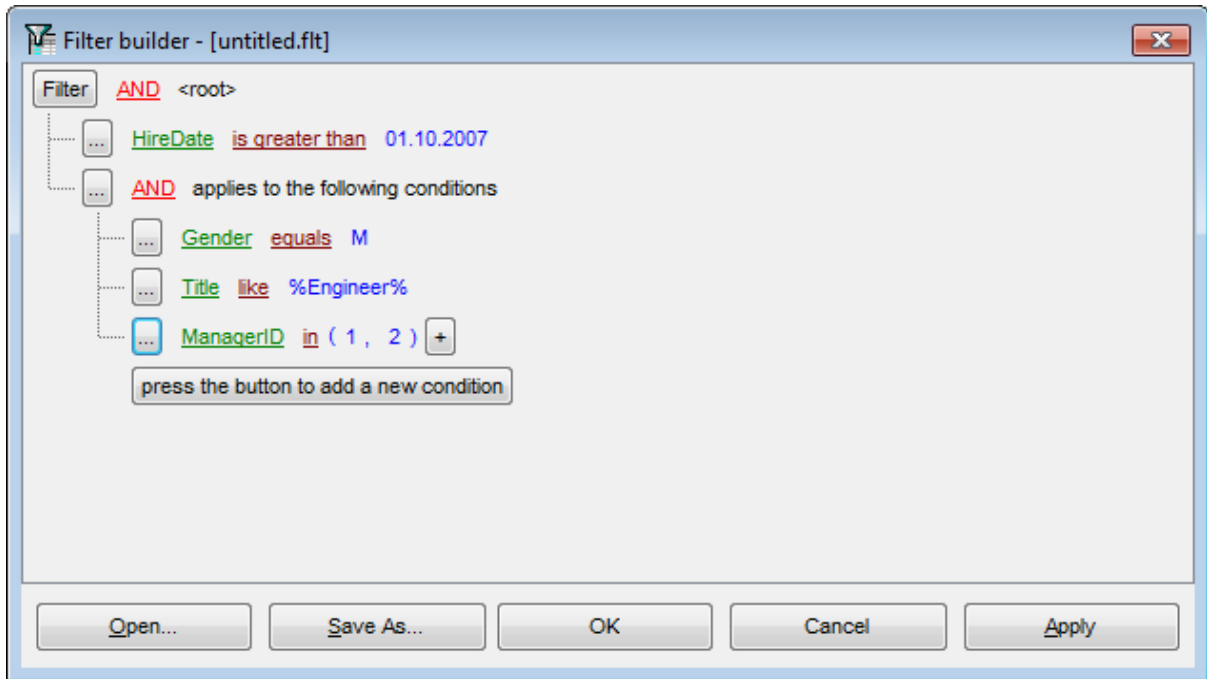 Filter builder - [untitled.flt]
Filter AND <root>
... HireDate is greater than 01.10.2007
... AND applies to the following conditions
... Gender equals M
... Title like %Engineer%
... ManagerID in ( 1 , 2 ) +
press the button to add a new condition
Open... Save As... OK Cancel Apply